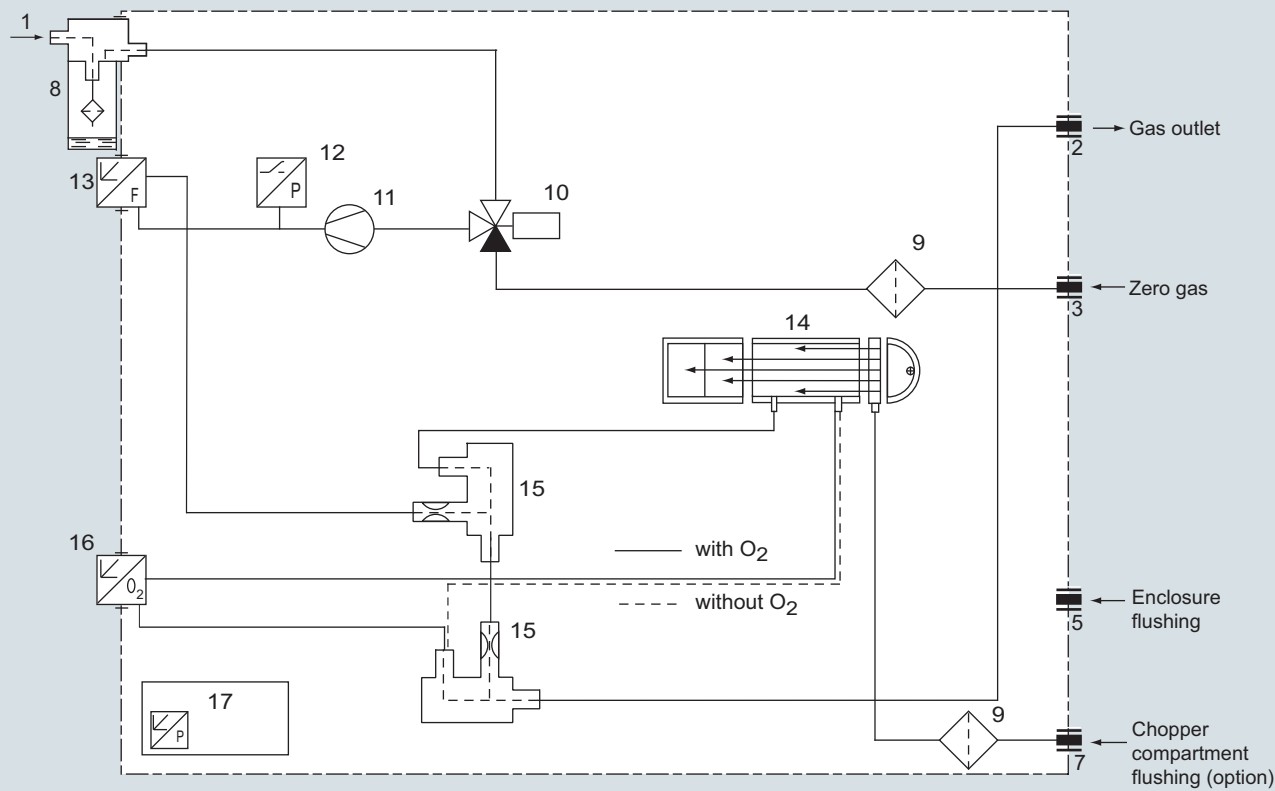 1
8
12
P
13
F
11
10
2
Gas outlet
9
3
Zero gas
14
15
16
O2
with O2
without O2
15
5
Enclosure
flushing
17
P
9
7
Chopper
compartment
flushing (option)